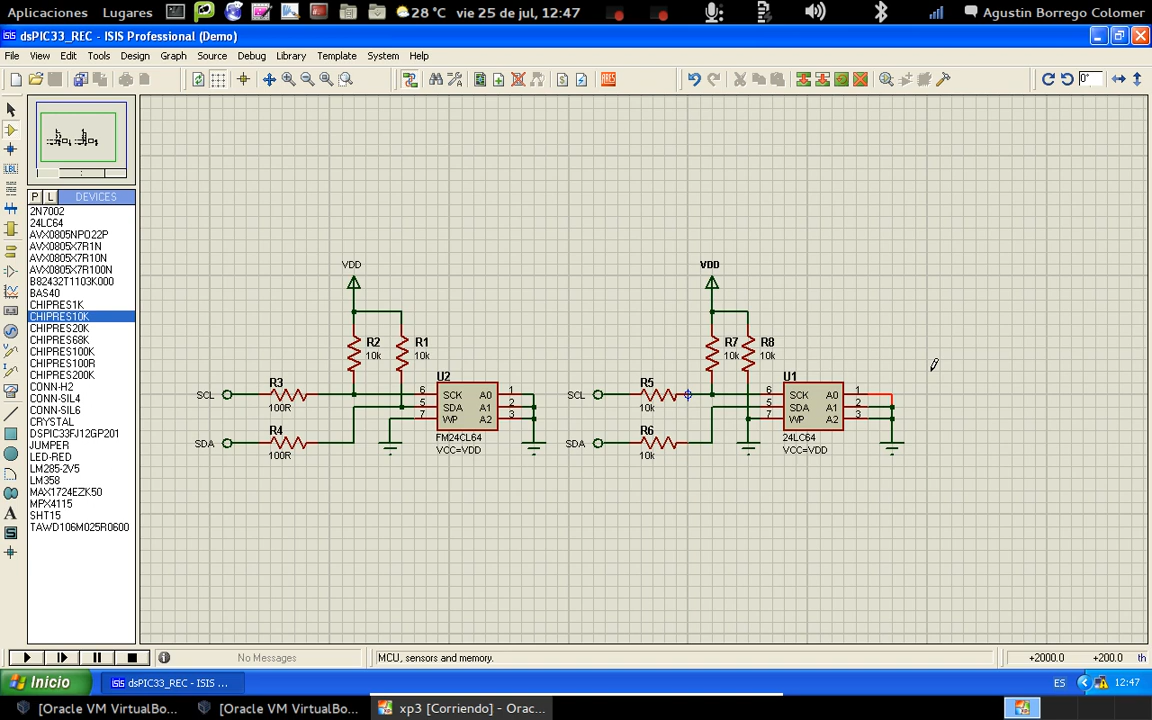 Aplicaciones Lugares 28 °C vie 25 de jul, 12:47 Agustin Borrego Colomer
dsPIC33_REC - ISIS Professional (Demo)
File View Edit Tools Design Graph Source Debug Library Template System Help
0°
P L DEVICES
2N7002
24LC64
AVX0805NPO22P
AVX0805X7R1N
AVX0805X7R10N
AVX0805X7R100N
B82432T1103K000
BAS40
CHIPRES1K
CHIPRES10K
CHIPRES20K
CHIPRES68K
CHIPRES100K
CHIPRES100R
CHIPRES200K
CONN-H2
CONN-SIL4
CONN-SIL6
CRYSTAL
DSPIC33FJ12GP201
JUMPER
LED-RED
LM285-2V5
LM358
MAX1724EZK50
MPX4115
SHT15
TAWD106M025R0600
VDD VDD
R2 R1 R7 R8
10k 10k 10k 10k
U2 U1
R3 R5
SCL 6 SCK A0 1 SCL 6 SCK A0 1
100R 5 SDA A1 2 10k 5 SDA A1 2
7 WP A2 3 7 WP A2 3
R4 R6
SDA FM24CL64 SDA 24LC64
100R VCC=VDD 10k VCC=VDD
No Messages MCU, sensors and memory. +2000.0 +200.0 th
Inicio dsPIC33_REC - ISIS ... ES 12:47
[Oracle VM VirtualBo... [Oracle VM VirtualBo... xp3 [Corriendo] - Orac...